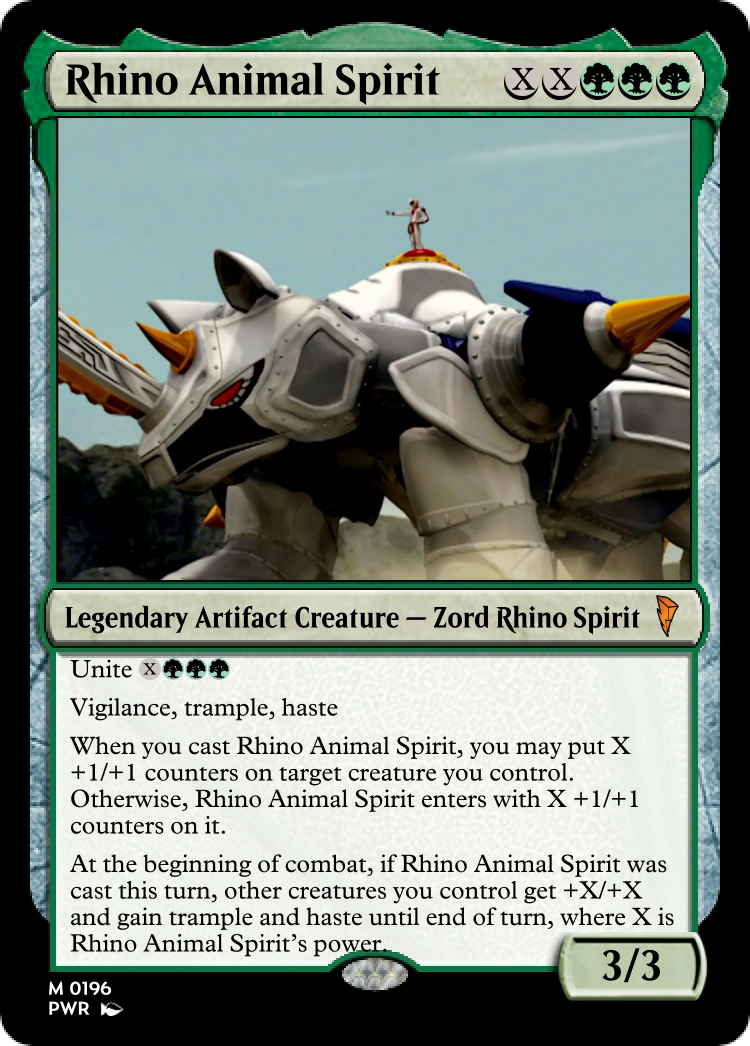 Rhino Animal Spirit X X
Legendary Artifact Creature — Zord Rhino Spirit
Unite X
Vigilance, trample, haste
When you cast Rhino Animal Spirit, you may put X
+1/+1 counters on target creature you control.
Otherwise, Rhino Animal Spirit enters with X +1/+1
counters on it.
At the beginning of combat, if Rhino Animal Spirit was
cast this turn, other creatures you control get +X/+X
and gain trample and haste until end of turn, where X is
Rhino Animal Spirit's power.
3/3
M 0196
PWR